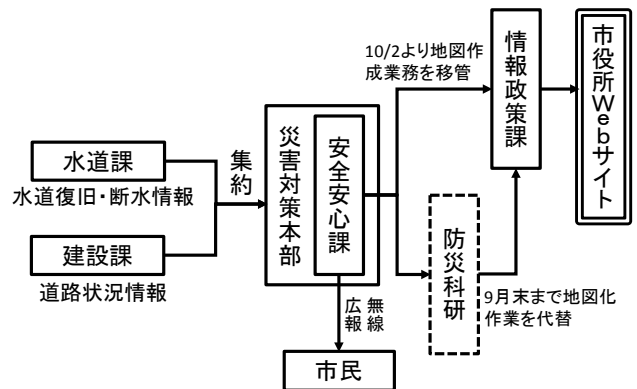 10/2より地図作
成業務を移管
情報政策課
市役所Webサイト
水道課
水道復旧・断水情報
建設課
道路状況情報
集約
災害対策本部
安全安心課
防災科研
9月末まで地図化
作業を代替
無線
広報
市民